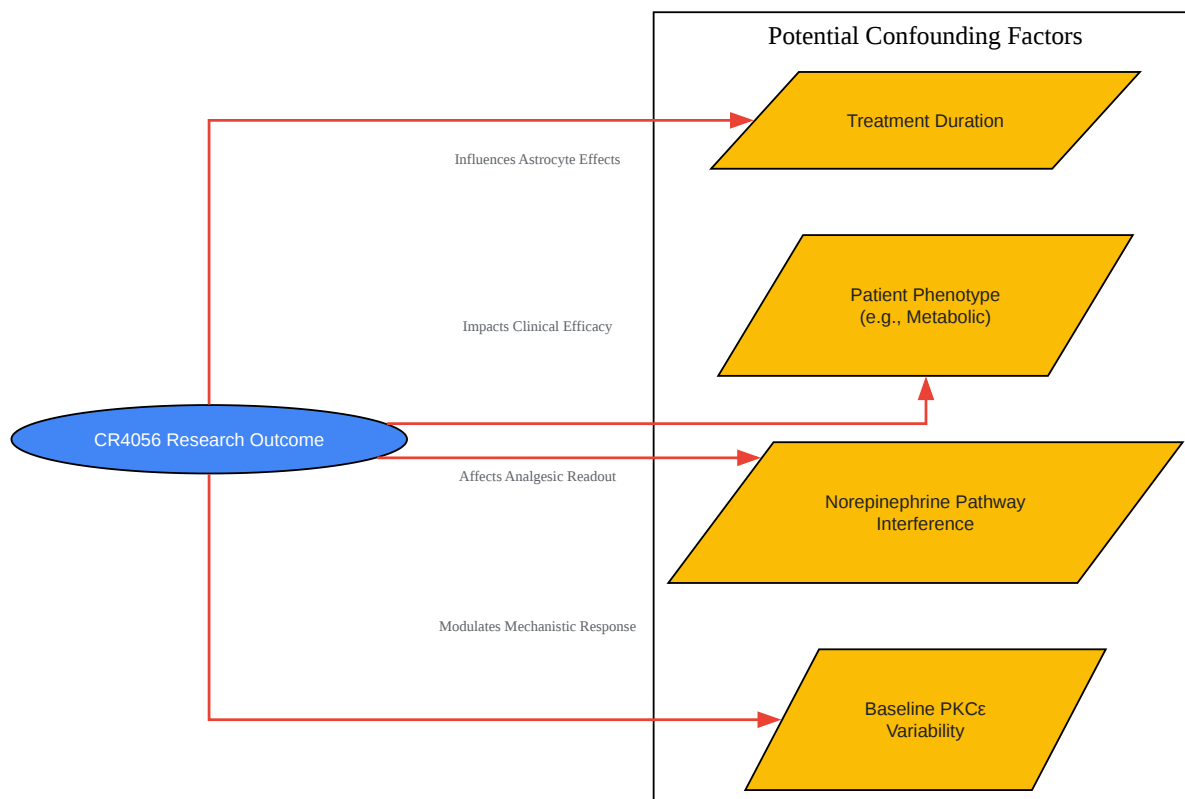 Potential Confounding Factors
Treatment Duration
Influences Astrocyte Effects
Patient Phenotype
(e.g., Metabolic)
Impacts Clinical Efficacy
CR4056 Research Outcome
Affects Analgesic Readout
Norepinephrine Pathway
Interference
Modulates Mechanistic Response
Baseline PKCε
Variability